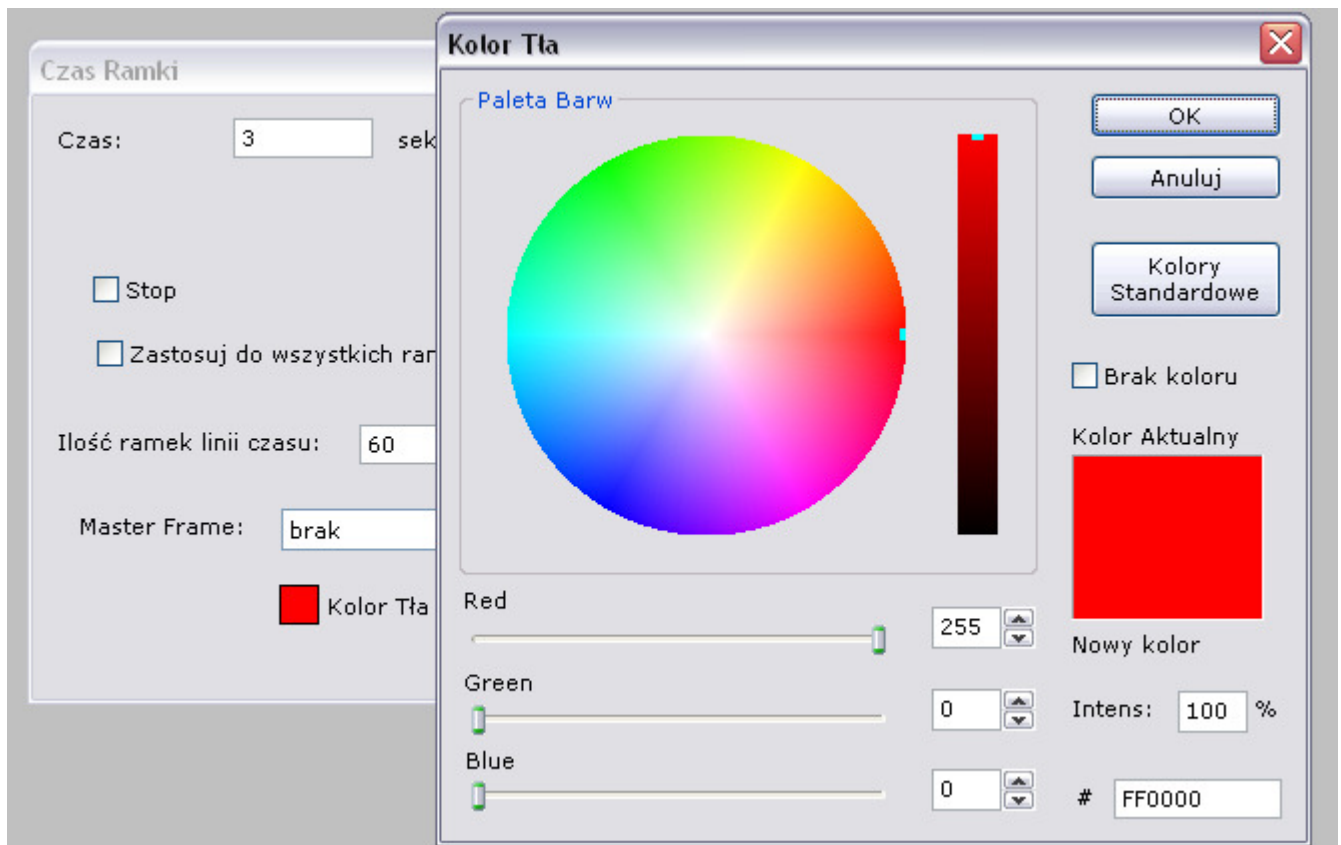 Czas Ramki
Czas: 3 sek
Stop
Zastosuj do wszystkich
Ilość ramek linii czasu: 60
Master Frame: brak
Kolor Tła
Kolor Tła
Paleta Barw
OK
Anuluj
Kolory
Standardowe
Brak koloru
Kolor Aktualny
Nowy kolor
Red 255
Green 0
Blue 0
Intens: 100 %
# FF0000